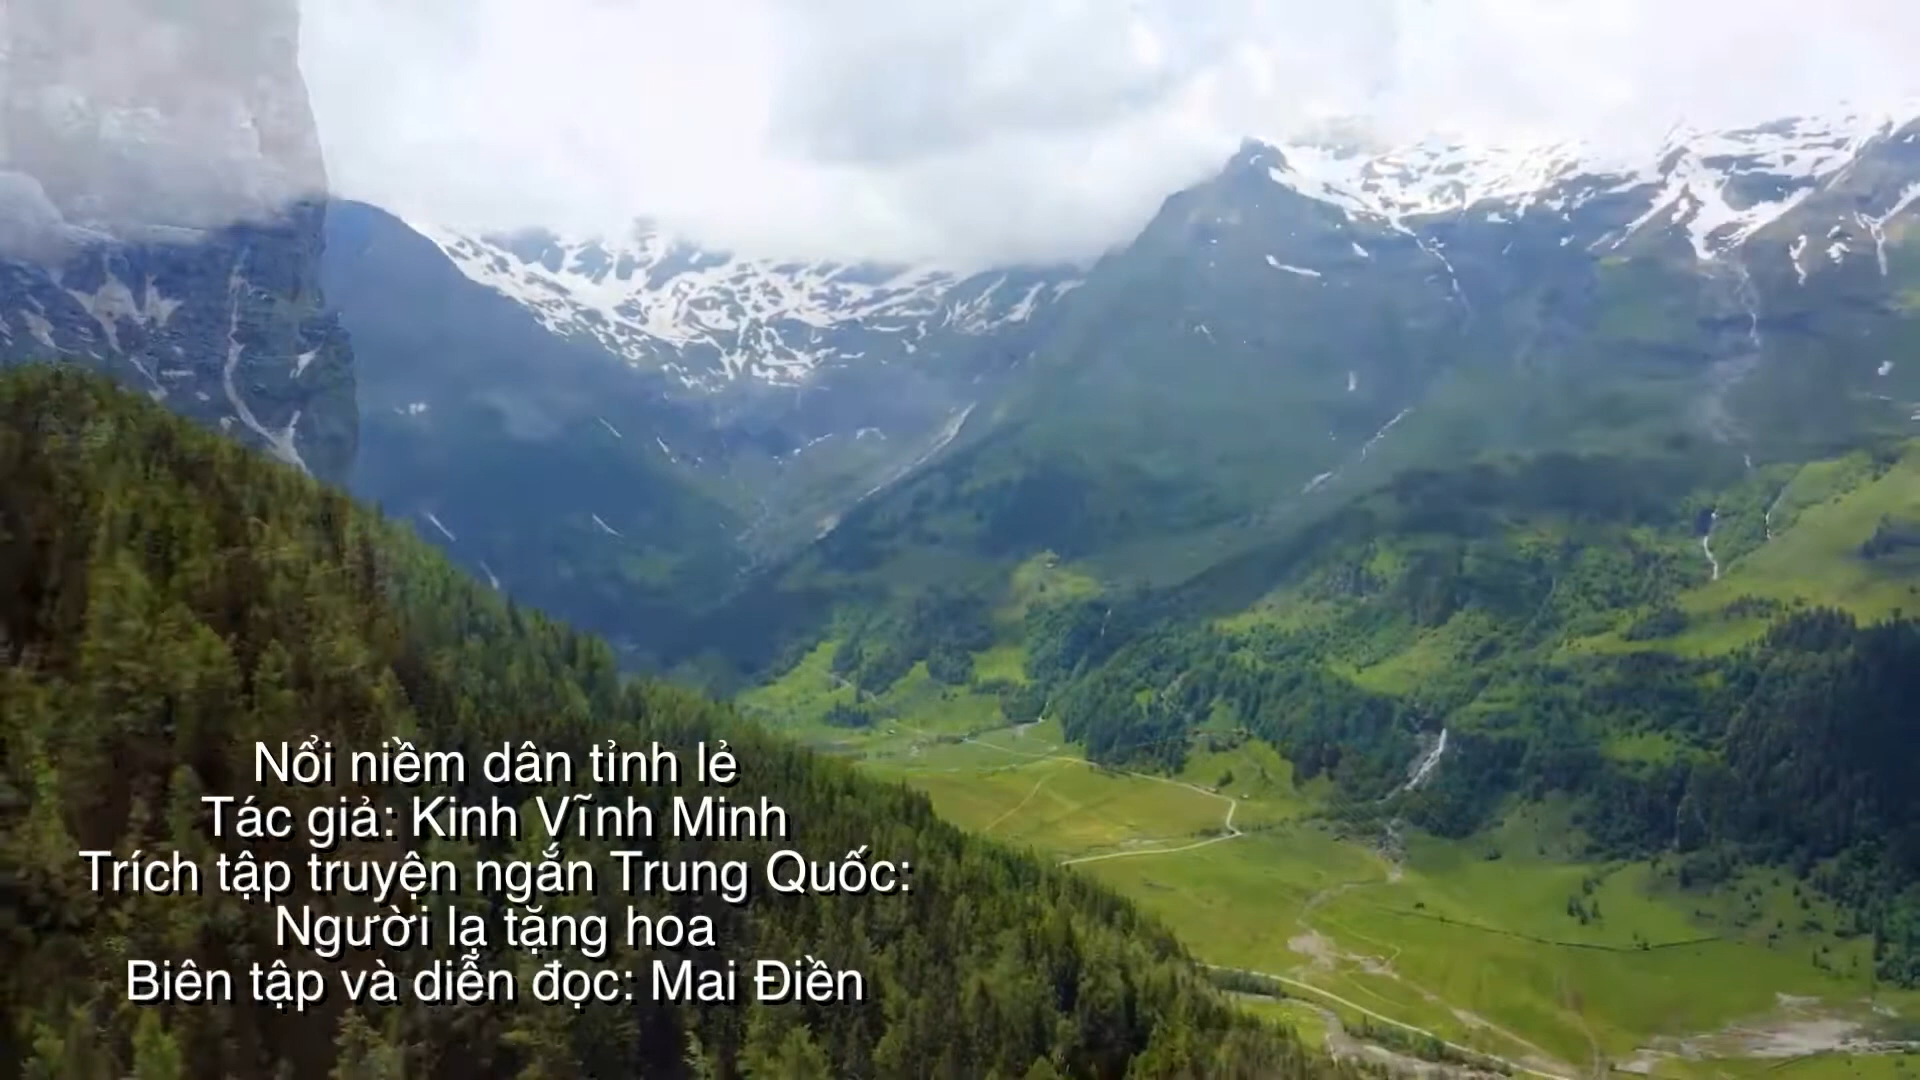 Nổi niềm dân tỉnh lẻ
Tác giả: Kinh Vĩnh Minh
Trích tập truyện ngắn Trung Quốc:
Người lạ tặng hoa
Biên tập và diễn đọc: Mai Điền